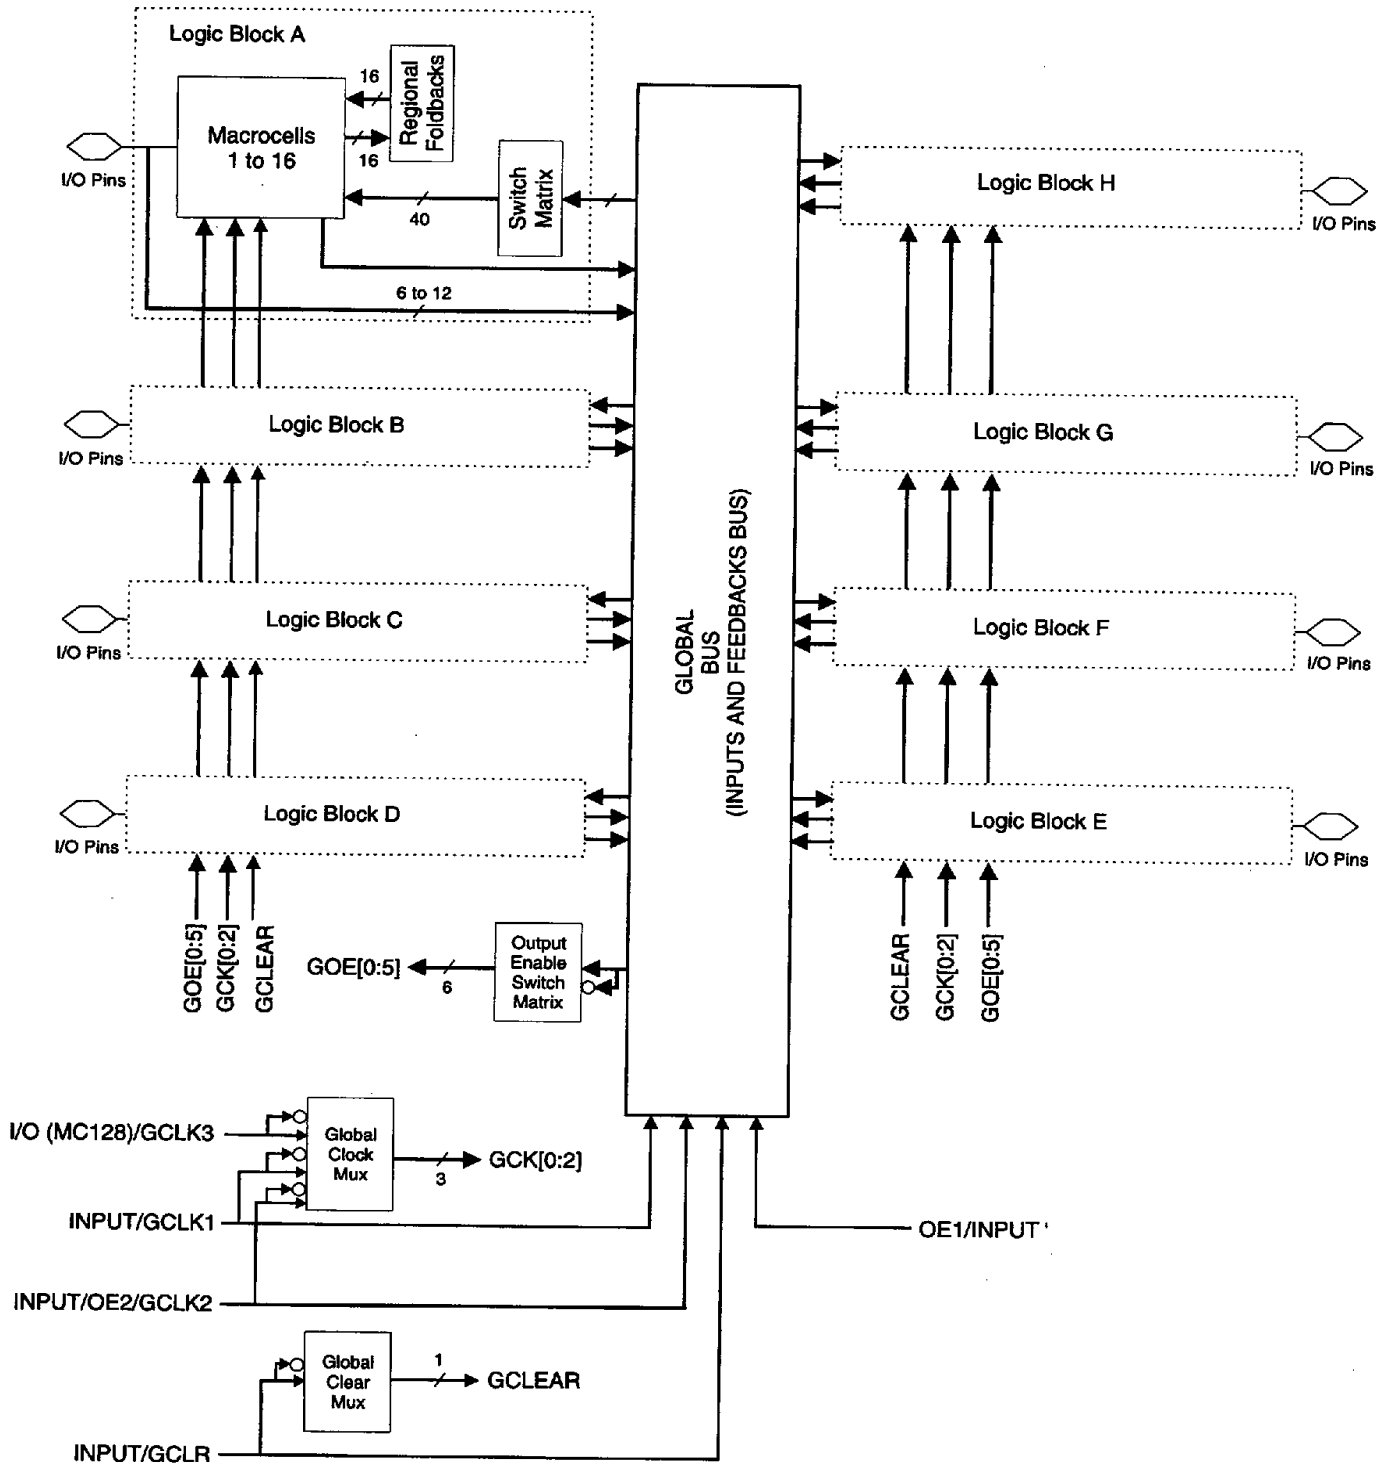 Logic Block A
16
Regional
Foldbacks
Macrocells
1 to 16
16
I/O Pins
40
Switch
Matrix
6 to 12
Logic Block H
I/O Pins
Logic Block B
I/O Pins
Logic Block G
I/O Pins
Logic Block C
I/O Pins
Logic Block F
I/O Pins
GLOBAL
BUS
(INPUTS AND FEEDBACKS BUS)
Logic Block D
I/O Pins
Logic Block E
I/O Pins
GOE[0:5]
GCK[0:2]
GCLEAR
GOE[0:5]
6
Output
Enable
Switch
Matrix
GCLEAR
GCK[0:2]
GOE[0:5]
I/O (MC128)/GCLK3
Global
Clock
Mux
3
GCK[0:2]
INPUT/GCLK1
OE1/INPUT
INPUT/OE2/GCLK2
Global
Clear
Mux
1
GCLEAR
INPUT/GCLR